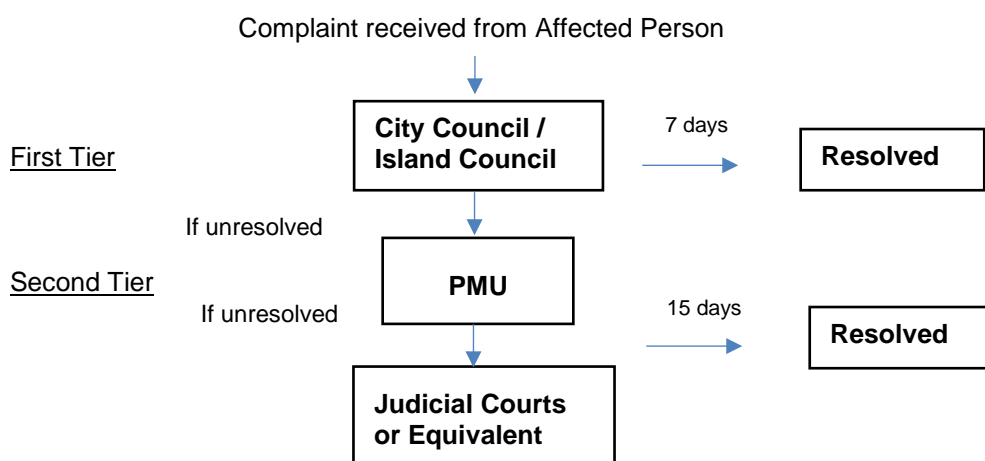 Complaint received from Affected Person
City Council /
Island Council
7 days
First Tier
Resolved
If unresolved
PMU
Second Tier
If unresolved
15 days
Resolved
Judicial Courts
or Equivalent